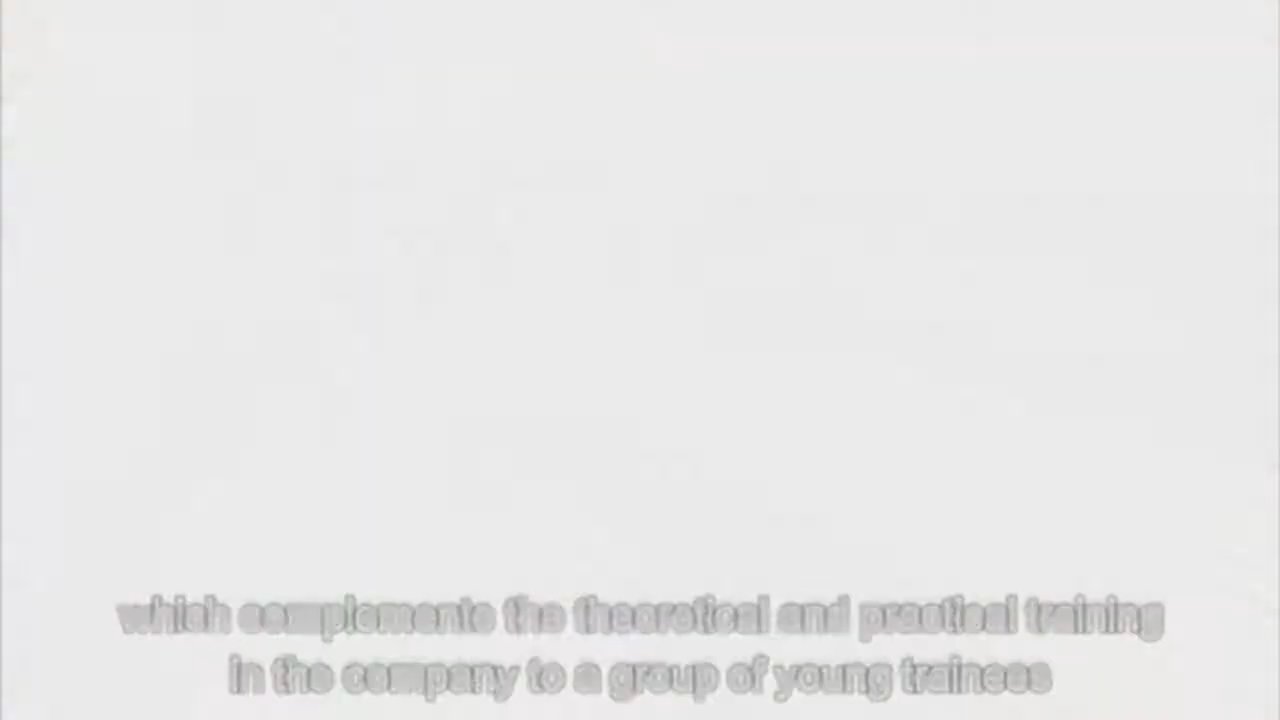 which complements the theoretical and practical training
in the company to a group of young trainees